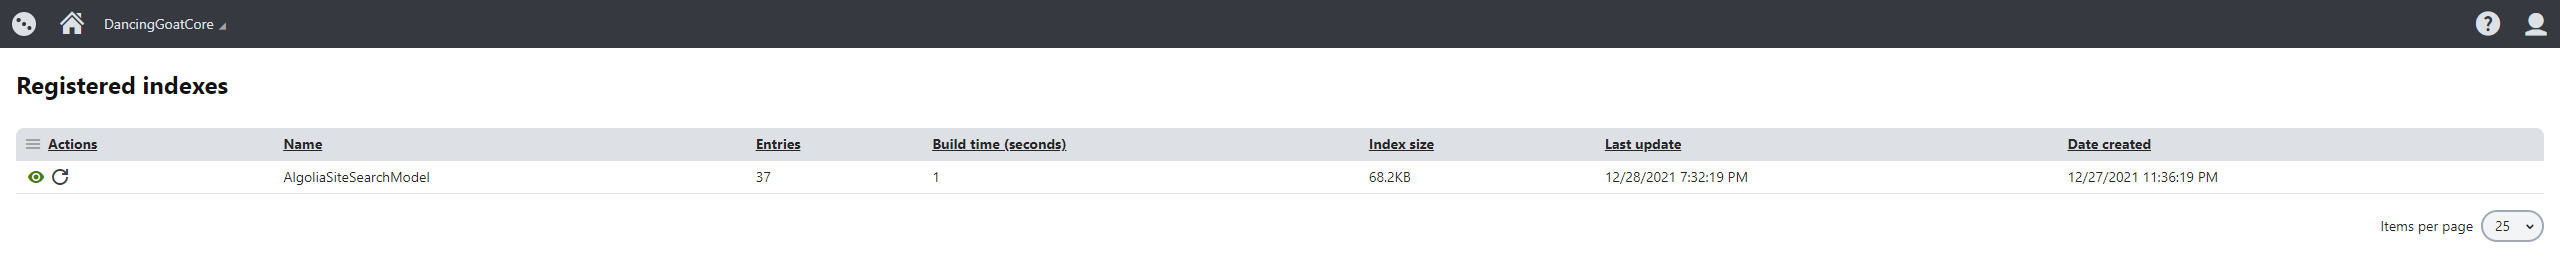 DancingGoatCore
Registered indexes
Actions Name Entries Build time (seconds) Index size Last update Date created
AlgoliaSiteSearchModel 37 1 68.2KB 12/28/2021 7:32:19 PM 12/27/2021 11:36:19 PM
Items per page 25